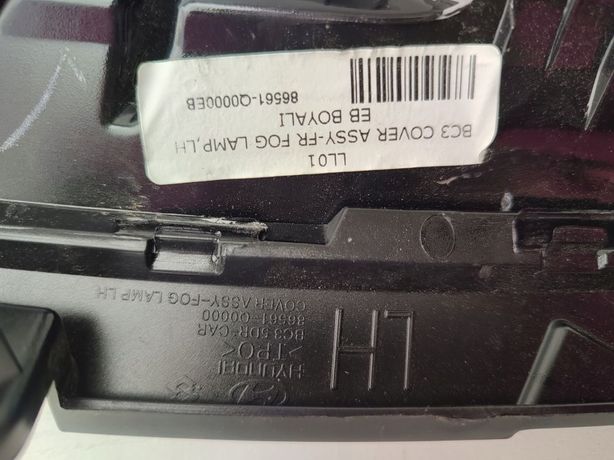 LL01
BC3 COVER ASSY-FR FOG LAMP,LH
EB BOYALI
86561-Q0000EB
HYUNDAI
>TPO<
BC3 5DR*CAR
86561-Q0000
COVER ASSY-FOG LAMP,LH
LH